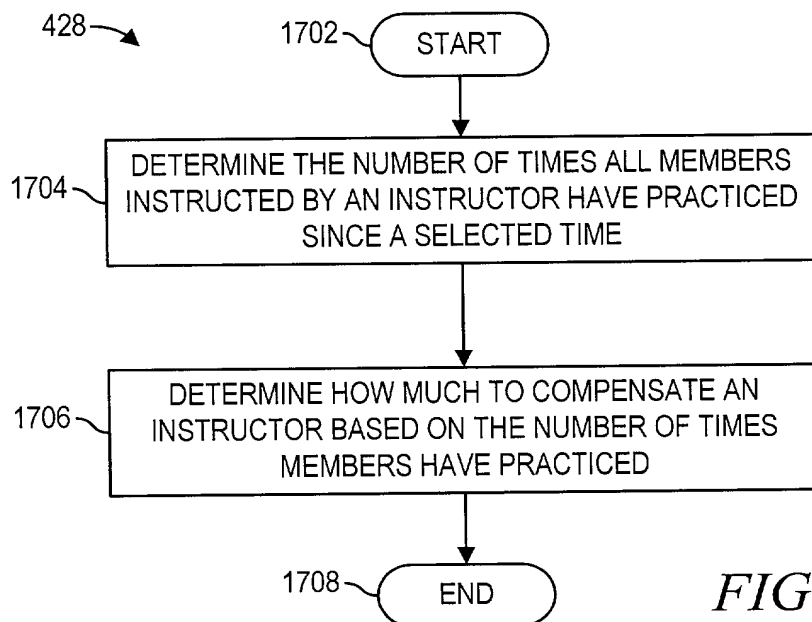 428
1702
START
1704
DETERMINE THE NUMBER OF TIMES ALL MEMBERS
INSTRUCTED BY AN INSTRUCTOR HAVE PRACTICED
SINCE A SELECTED TIME
1706
DETERMINE HOW MUCH TO COMPENSATE AN
INSTRUCTOR BASED ON THE NUMBER OF TIMES
MEMBERS HAVE PRACTICED
1708
END
FIG